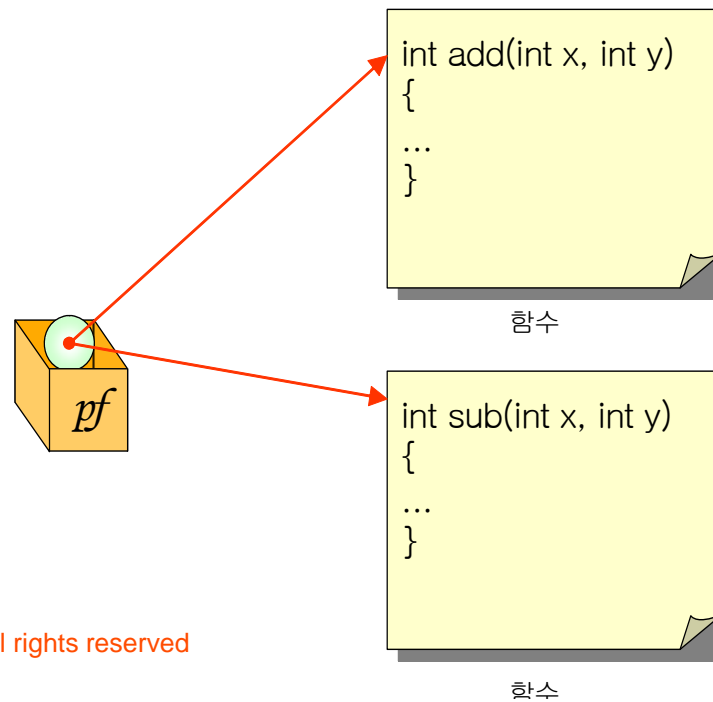 int add(int x, int y)
{
...
}
함수
pf
int sub(int x, int y)
{
...
}
rights reserved
함수